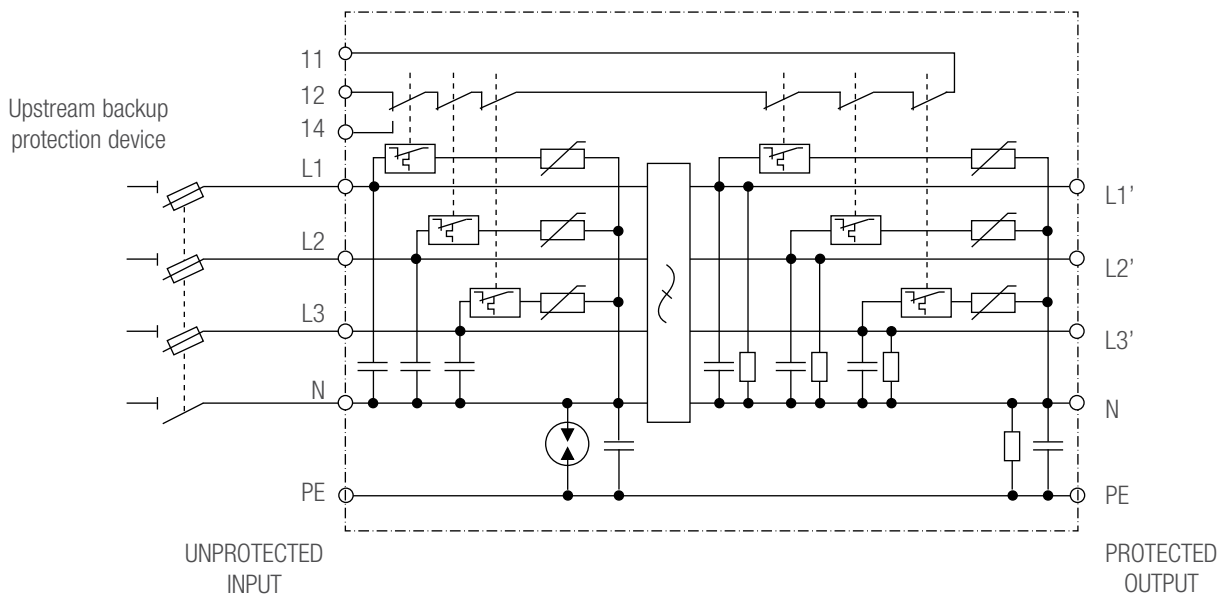 11
12
14
Upstream backup
protection device
L1
L2
L3
N
PE
L1’
L2’
L3’
N
PE
UNPROTECTED
INPUT
PROTECTED
OUTPUT